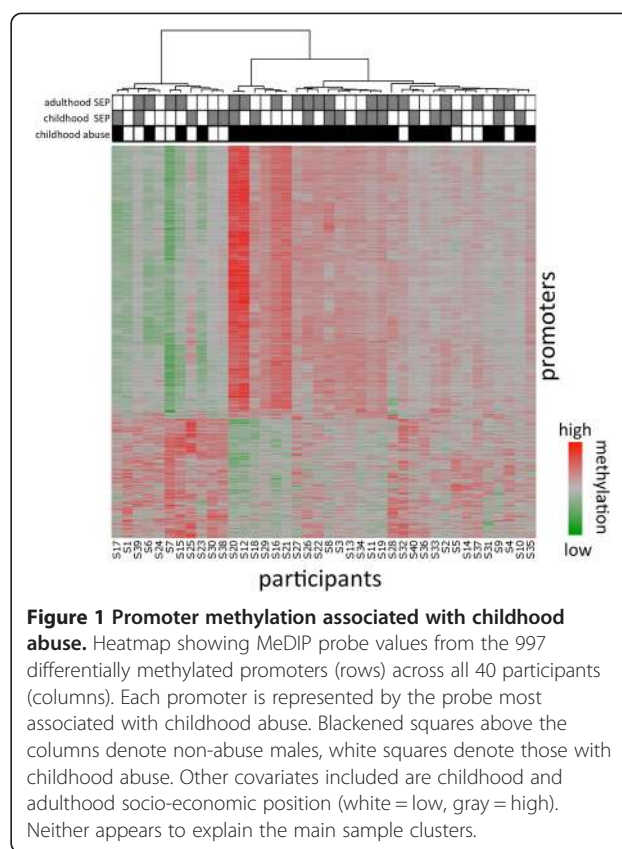 adulthood SEP
childhood SEP
childhood abuse
promoters
high
methylation
low
S17 S1 S39 S6 S24 S7 S15 S25 S23 S30 S38 S20 S12 S18 S29 S16 S21 S27 S26 S22 S8 S3 S13 S34 S11 S19 S28 S32 S40 S36 S33 S2 S5 S14 S37 S31 S9 S4 S10 S35
participants
Figure 1 Promoter methylation associated with childhood
abuse. Heatmap showing MeDIP probe values from the 997
differentially methylated promoters (rows) across all 40 participants
(columns). Each promoter is represented by the probe most
associated with childhood abuse. Blackened squares above the
columns denote non-abuse males, white squares denote those with
childhood abuse. Other covariates included are childhood and
adulthood socio-economic position (white = low, gray = high).
Neither appears to explain the main sample clusters.